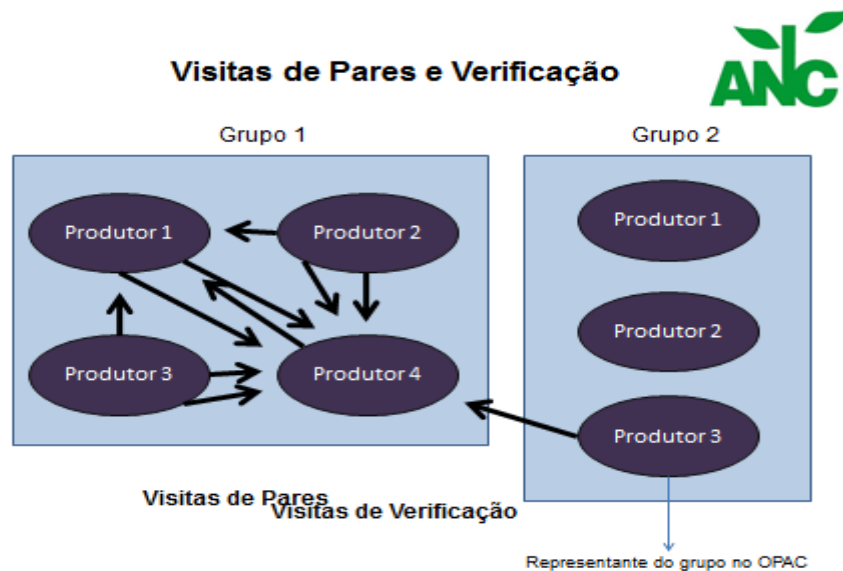 Visitas de Pares e Verificação
ANC
Grupo 1
Grupo 2
Produtor 1
Produtor 2
Produtor 3
Produtor 4
Produtor 1
Produtor 2
Produtor 3
Visitas de Pares
Visitas de Verificação
Representante do grupo no OPAC